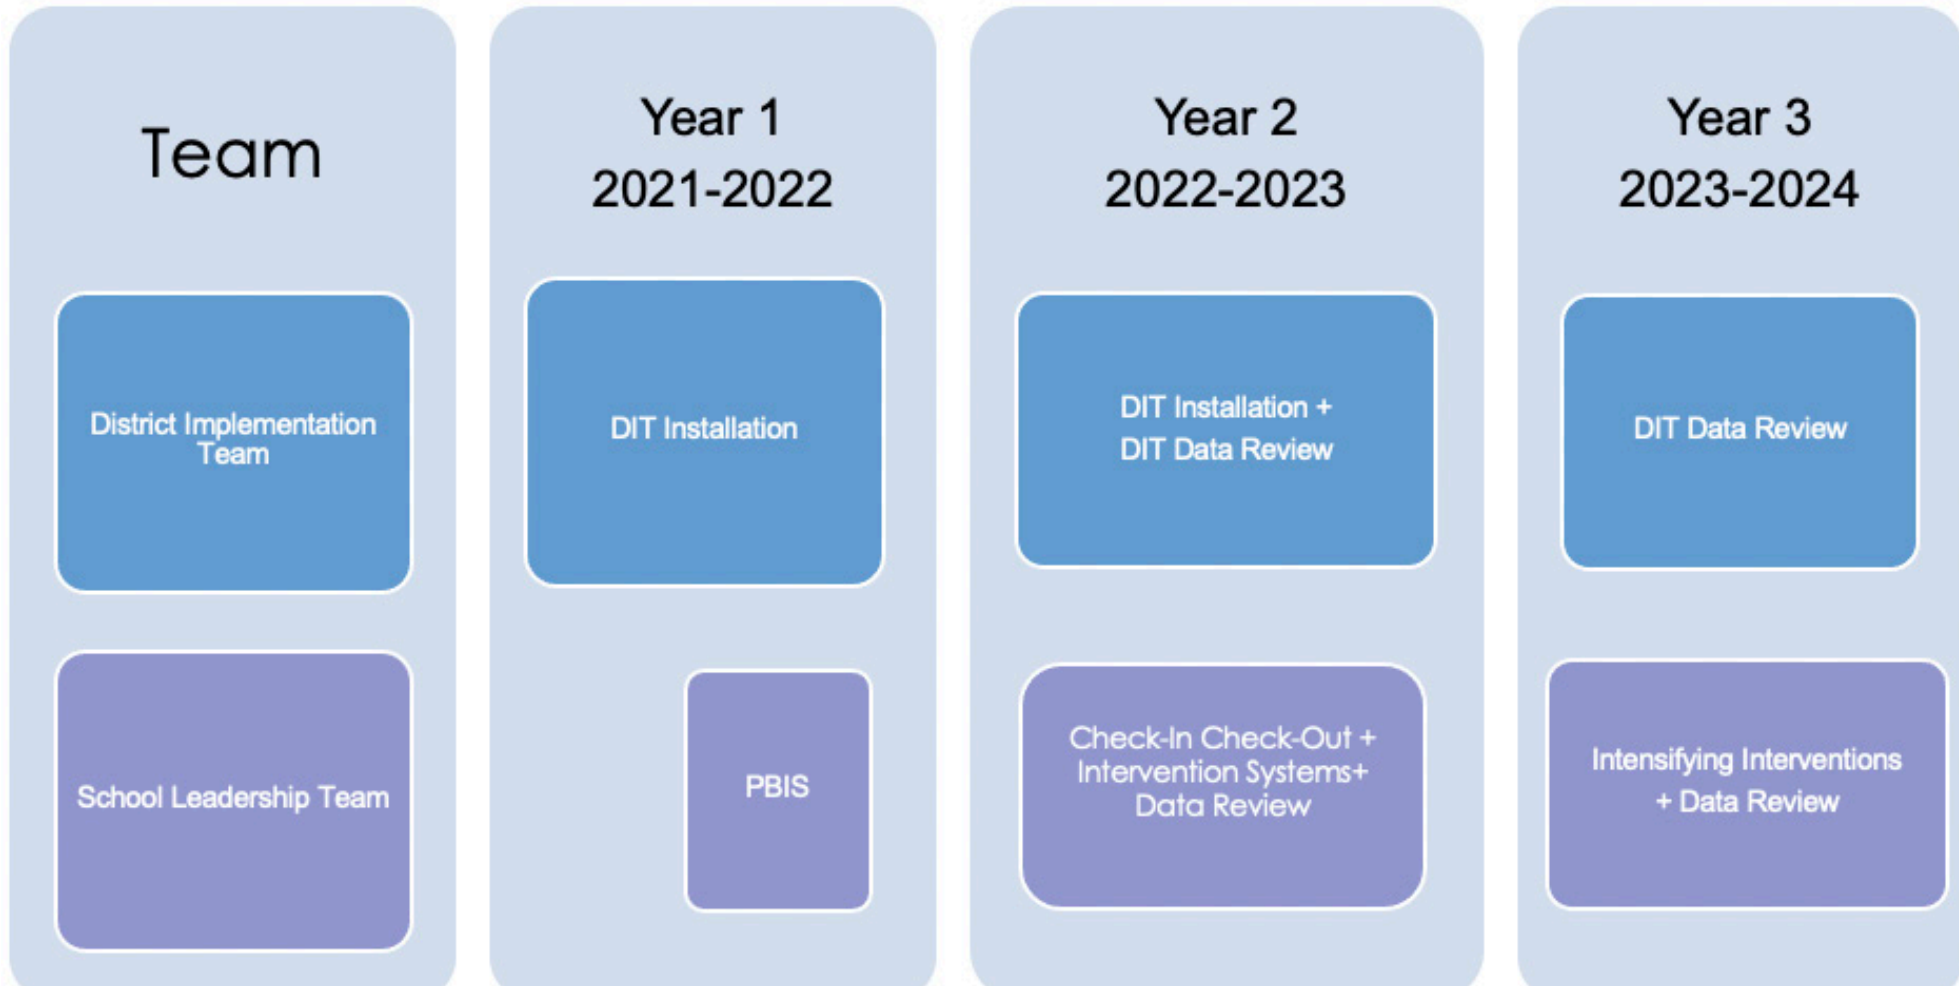 Team
District Implementation
Team
School Leadership Team
Year 1
2021-2022
DIT Installation
PBIS
Year 2
2022-2023
DIT Installation +
DIT Data Review
Check-In Check-Out +
Intervention Systems+
Data Review
Year 3
2023-2024
DIT Data Review
Intensifying Interventions
+ Data Review